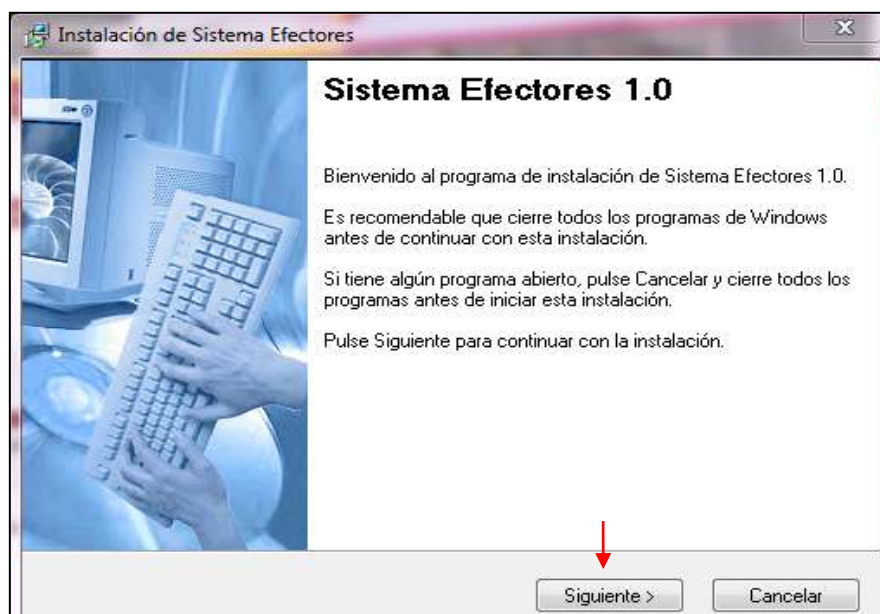 Instalación de Sistema Efectores
Sistema Efectores 1.0
Bienvenido al programa de instalación de Sistema Efectores 1.0.
Es recomendable que cierre todos los programas de Windows
antes de continuar con esta instalación.
Si tiene algún programa abierto, pulse Cancelar y cierre todos los
programas antes de iniciar esta instalación.
Pulse Siguiente para continuar con la instalación.
Siguiente >
Cancelar